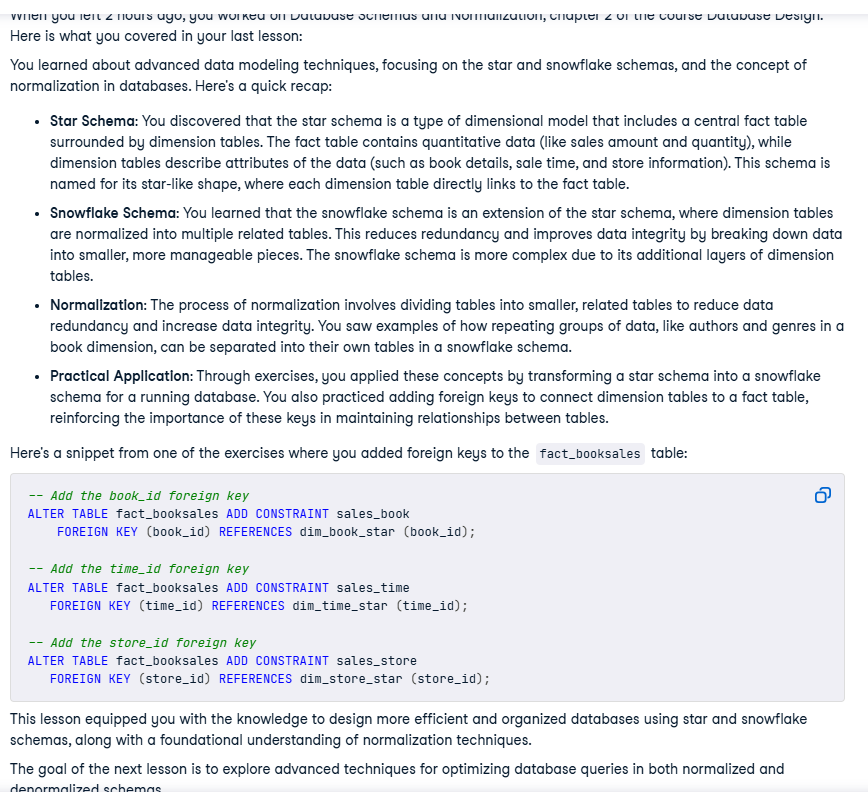 When you left 2 hours ago, you worked on Database Schemas and Normalization, chapter 2 of the course Database Design.
Here is what you covered in your last lesson:
You learned about advanced data modeling techniques, focusing on the star and snowflake schemas, and the concept of
normalization in databases. Here's a quick recap:
• Star Schema: You discovered that the star schema is a type of dimensional model that includes a central fact table
surrounded by dimension tables. The fact table contains quantitative data (like sales amount and quantity), while
dimension tables describe attributes of the data (such as book details, sale time, and store information). This schema is
named for its star-like shape, where each dimension table directly links to the fact table.
• Snowflake Schema: You learned that the snowflake schema is an extension of the star schema, where dimension tables
are normalized into multiple related tables. This reduces redundancy and improves data integrity by breaking down data
into smaller, more manageable pieces. The snowflake schema is more complex due to its additional layers of dimension
tables.
• Normalization: The process of normalization involves dividing tables into smaller, related tables to reduce data
redundancy and increase data integrity. You saw examples of how repeating groups of data, like authors and genres in a
book dimension, can be separated into their own tables in a snowflake schema.
• Practical Application: Through exercises, you applied these concepts by transforming a star schema into a snowflake
schema for a running database. You also practiced adding foreign keys to connect dimension tables to a fact table,
reinforcing the importance of these keys in maintaining relationships between tables.
Here's a snippet from one of the exercises where you added foreign keys to the fact_booksales table:
-- Add the book_id foreign key
ALTER TABLE fact_booksales ADD CONSTRAINT sales_book
    FOREIGN KEY (book_id) REFERENCES dim_book_star (book_id);
-- Add the time_id foreign key
ALTER TABLE fact_booksales ADD CONSTRAINT sales_time
   FOREIGN KEY (time_id) REFERENCES dim_time_star (time_id);
-- Add the store_id foreign key
ALTER TABLE fact_booksales ADD CONSTRAINT sales_store
   FOREIGN KEY (store_id) REFERENCES dim_store_star (store_id);
This lesson equipped you with the knowledge to design more efficient and organized databases using star and snowflake
schemas, along with a foundational understanding of normalization techniques.
The goal of the next lesson is to explore advanced techniques for optimizing database queries in both normalized and
denormalized schemas.